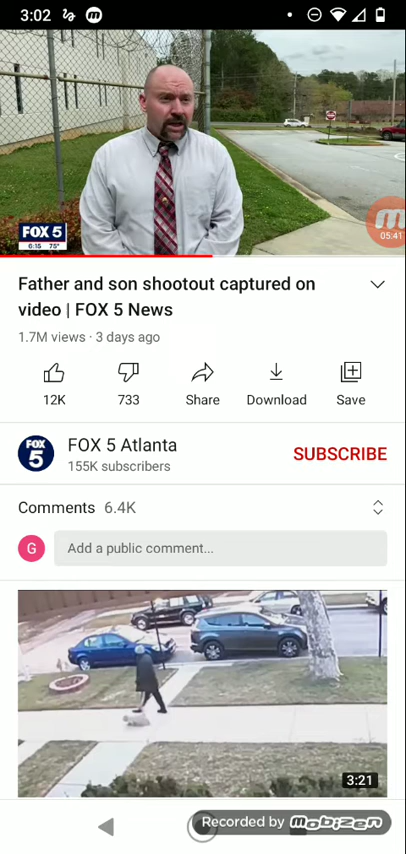 3:02
FOX 5
6:15 75°
05:41
Father and son shootout captured on
video | FOX 5 News
1.7M views · 3 days ago
12K
733
Share
Download
Save
FOX
5
FOX 5 Atlanta
155K subscribers
SUBSCRIBE
Comments 6.4K
G
Add a public comment...
3:21
Recorded by mobizen